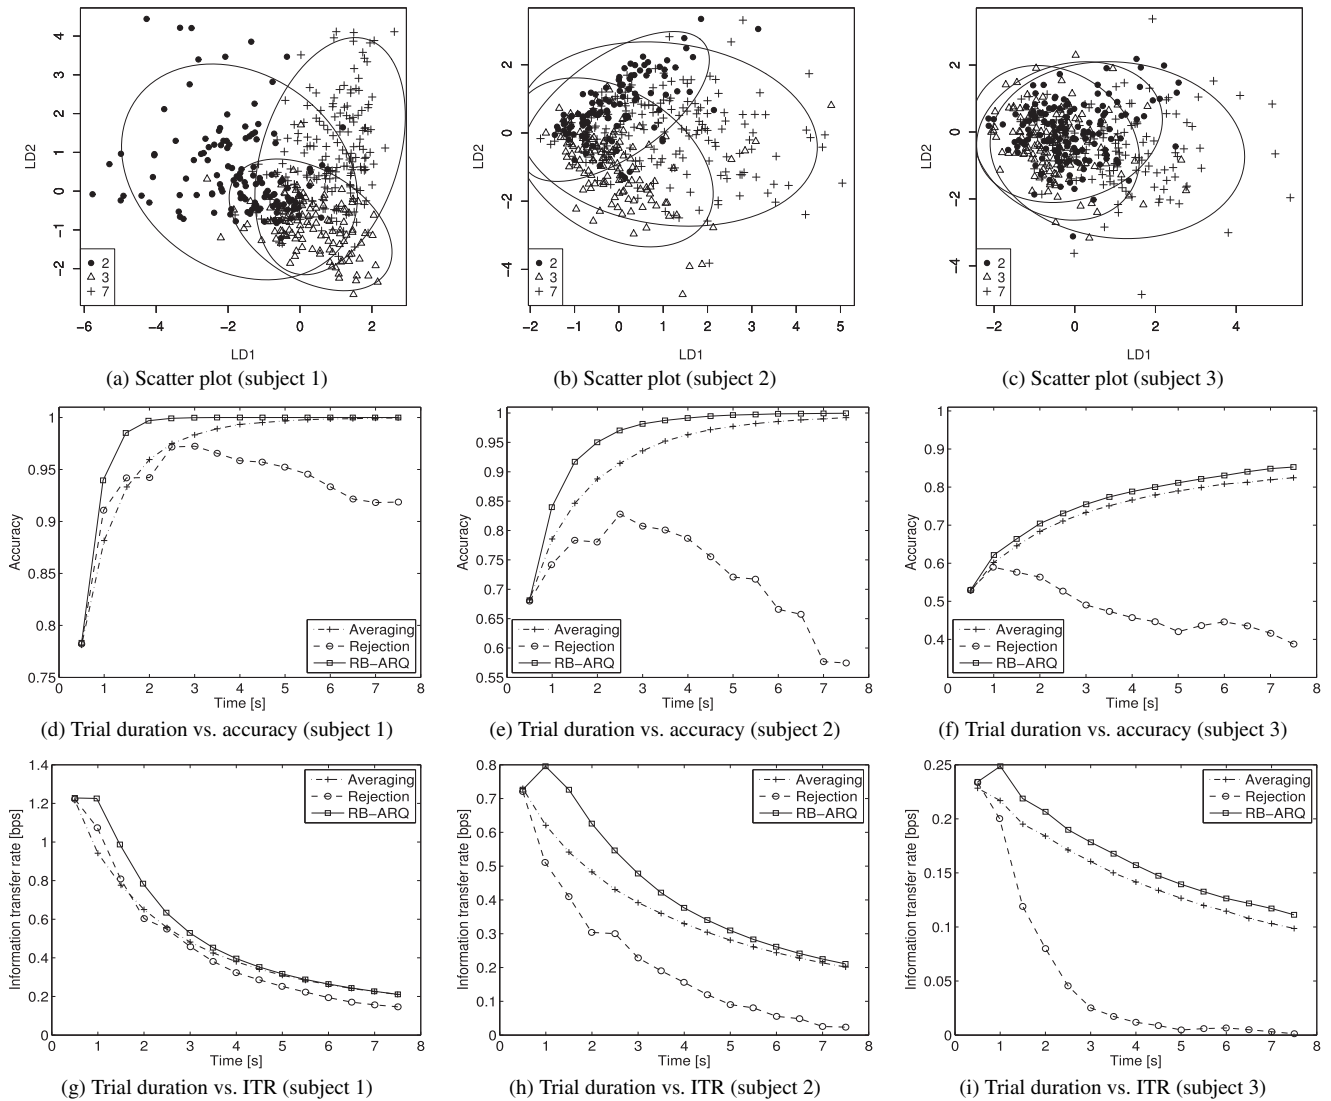 4
3
2
1
0
−1
−2
LD2
2
3
7
−6
−4
−2
0
2
LD1
(a) Scatter plot (subject 1)
2
0
−2
−4
LD2
2
3
7
−2
−1
0
1
2
3
4
5
LD1
(b) Scatter plot (subject 2)
2
0
−2
−4
LD2
2
3
7
−2
0
2
4
LD1
(c) Scatter plot (subject 3)
1
0.95
0.9
0.85
0.8
0.75
Accuracy
Averaging
Rejection
RB−ARQ
0 1 2 3 4 5 6 7 8
Time [s]
(d) Trial duration vs. accuracy (subject 1)
1
0.95
0.9
0.85
0.8
0.75
0.7
0.65
0.6
0.55
Accuracy
Averaging
Rejection
RB−ARQ
0 1 2 3 4 5 6 7 8
Time [s]
(e) Trial duration vs. accuracy (subject 2)
1
0.9
0.8
0.7
0.6
0.5
0.4
Accuracy
Averaging
Rejection
RB−ARQ
0 1 2 3 4 5 6 7 8
Time [s]
(f) Trial duration vs. accuracy (subject 3)
1.4
1.2
1
0.8
0.6
0.4
0.2
0
Information transfer rate [bps]
Averaging
Rejection
RB−ARQ
0 1 2 3 4 5 6 7 8
Time [s]
(g) Trial duration vs. ITR (subject 1)
0.8
0.7
0.6
0.5
0.4
0.3
0.2
0.1
0
Information transfer rate [bps]
Averaging
Rejection
RB−ARQ
0 1 2 3 4 5 6 7 8
Time [s]
(h) Trial duration vs. ITR (subject 2)
0.25
0.2
0.15
0.1
0.05
0
Information transfer rate [bps]
Averaging
Rejection
RB−ARQ
0 1 2 3 4 5 6 7 8
Time [s]
(i) Trial duration vs. ITR (subject 3)